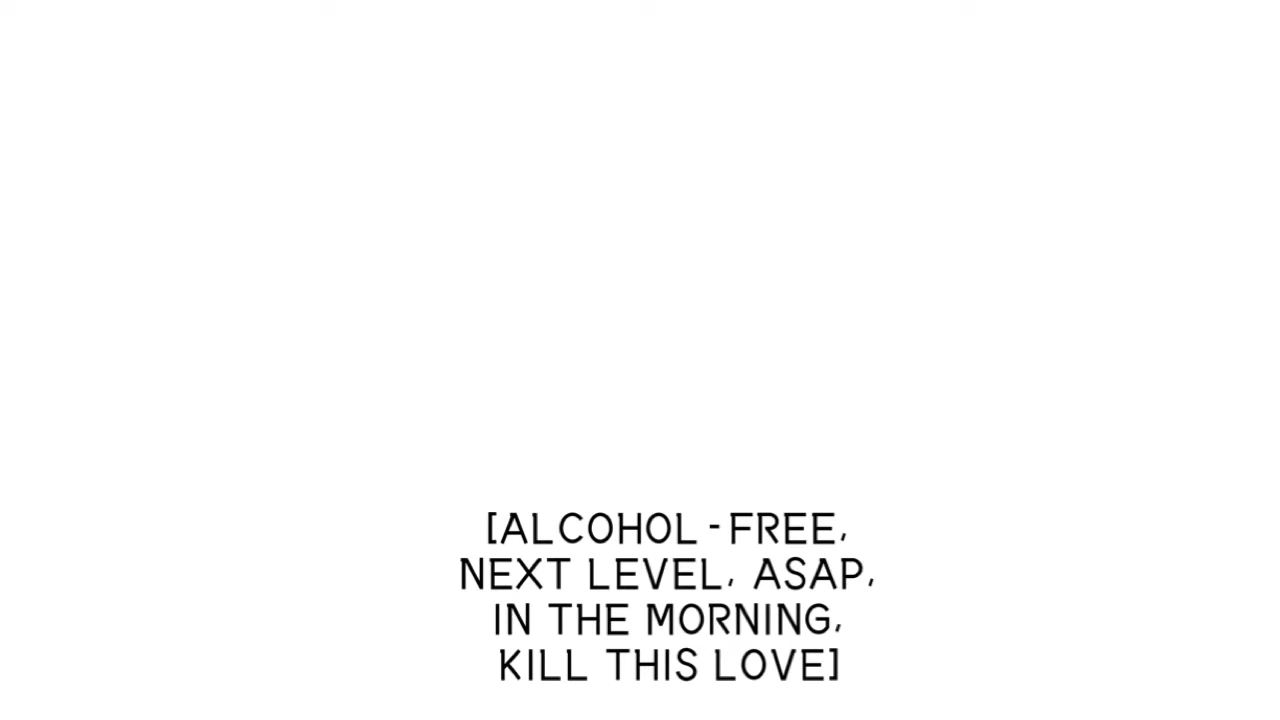 [ALCOHOL-FREE,
NEXT LEVEL, ASAP,
IN THE MORNING,
KILL THIS LOVE]